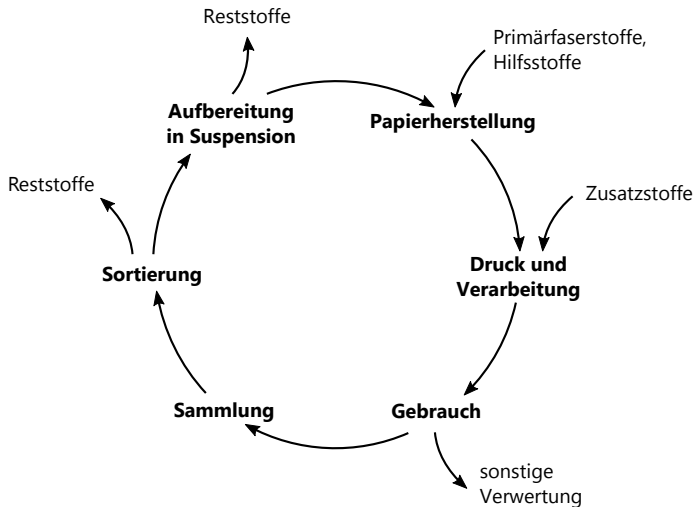 Reststoffe
Primärfaserstoffe,
Hilfsstoffe
Aufbereitung
in Suspension
Papierherstellung
Reststoffe
Zusatzstoffe
Sortierung
Druck und
Verarbeitung
Sammlung
Gebrauch
sonstige
Verwertung